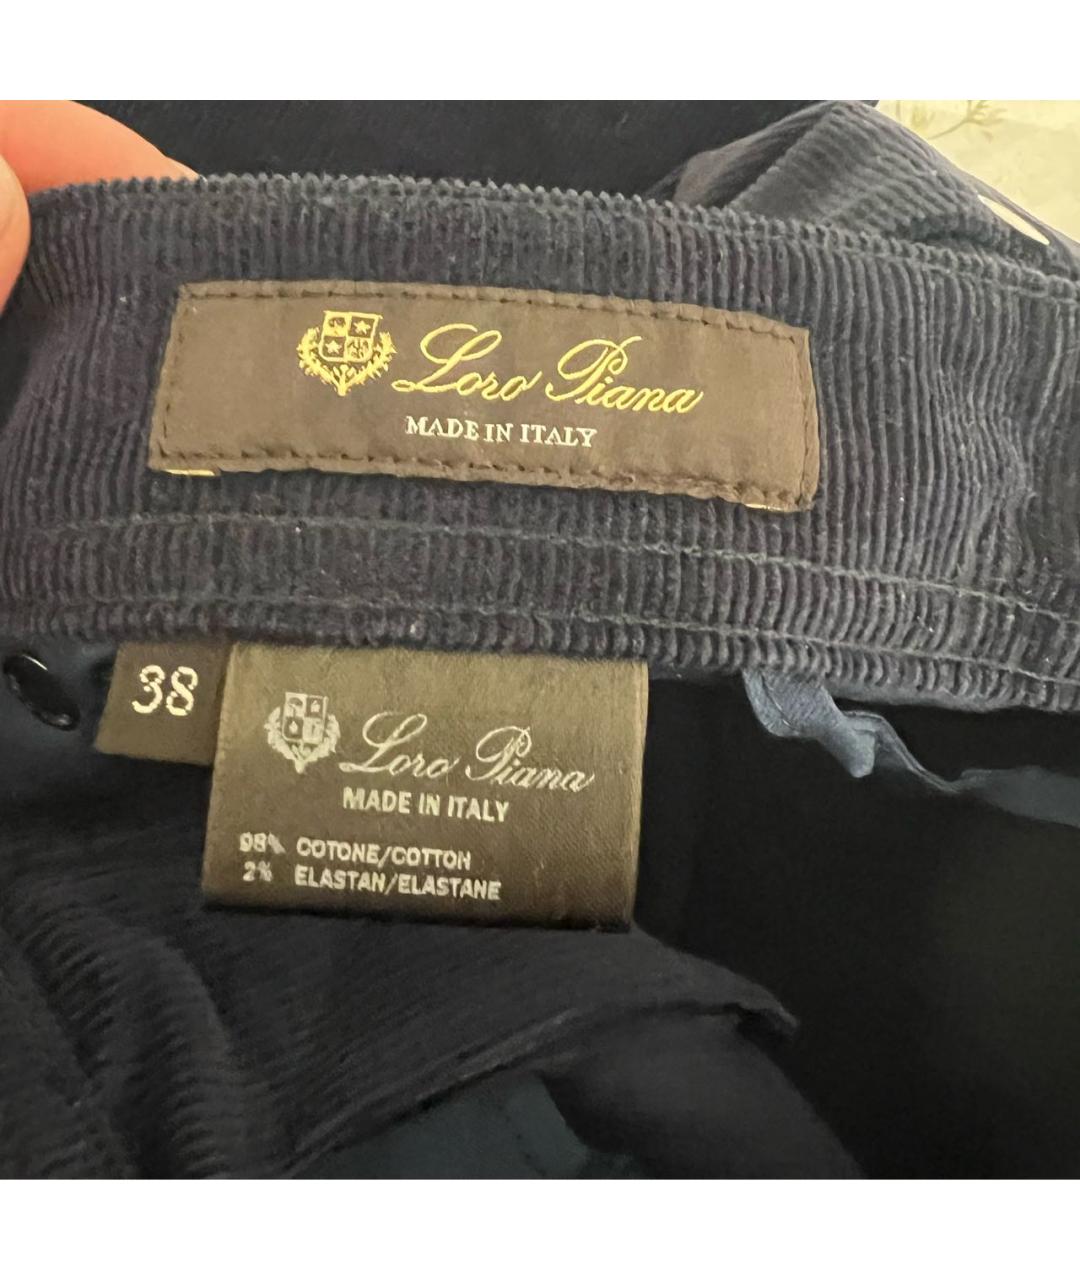 Loro Piana
MADE IN ITALY
38
Loro Piana
MADE IN ITALY
98% COTONE/COTTON
2% ELASTAN/ELASTANE